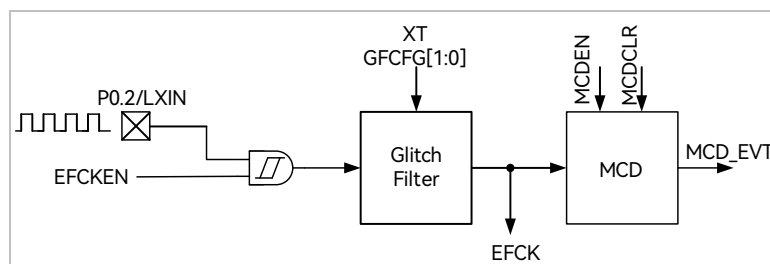 XT
GFCFG[1:0]
MCDEN
MCDCLR
P0.2/LXIN
EFCKEN
Glitch
Filter
MCD
MCD_EVT
EFCK